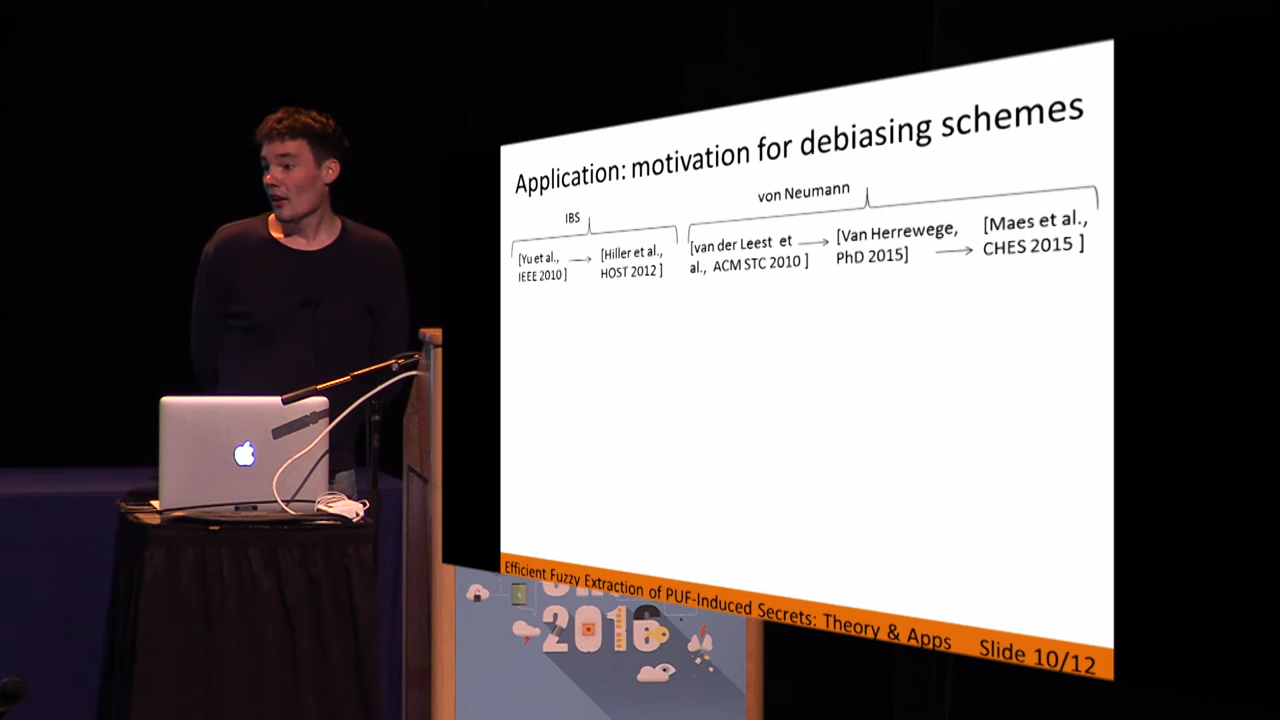 Application: motivation for debiasing schemes
IBS
von Neumann
[Yu et al.,
IEEE 2010]
[Hiller et al.,
HOST 2012 ]
[van der Leest et
al., ACM STC 2010 ]
[Van Herrewege,
PhD 2015]
[Maes et al.,
CHES 2015 ]
Efficient Fuzzy Extraction of PUF-Induced Secrets: Theory & Apps Slide 10/12
2016